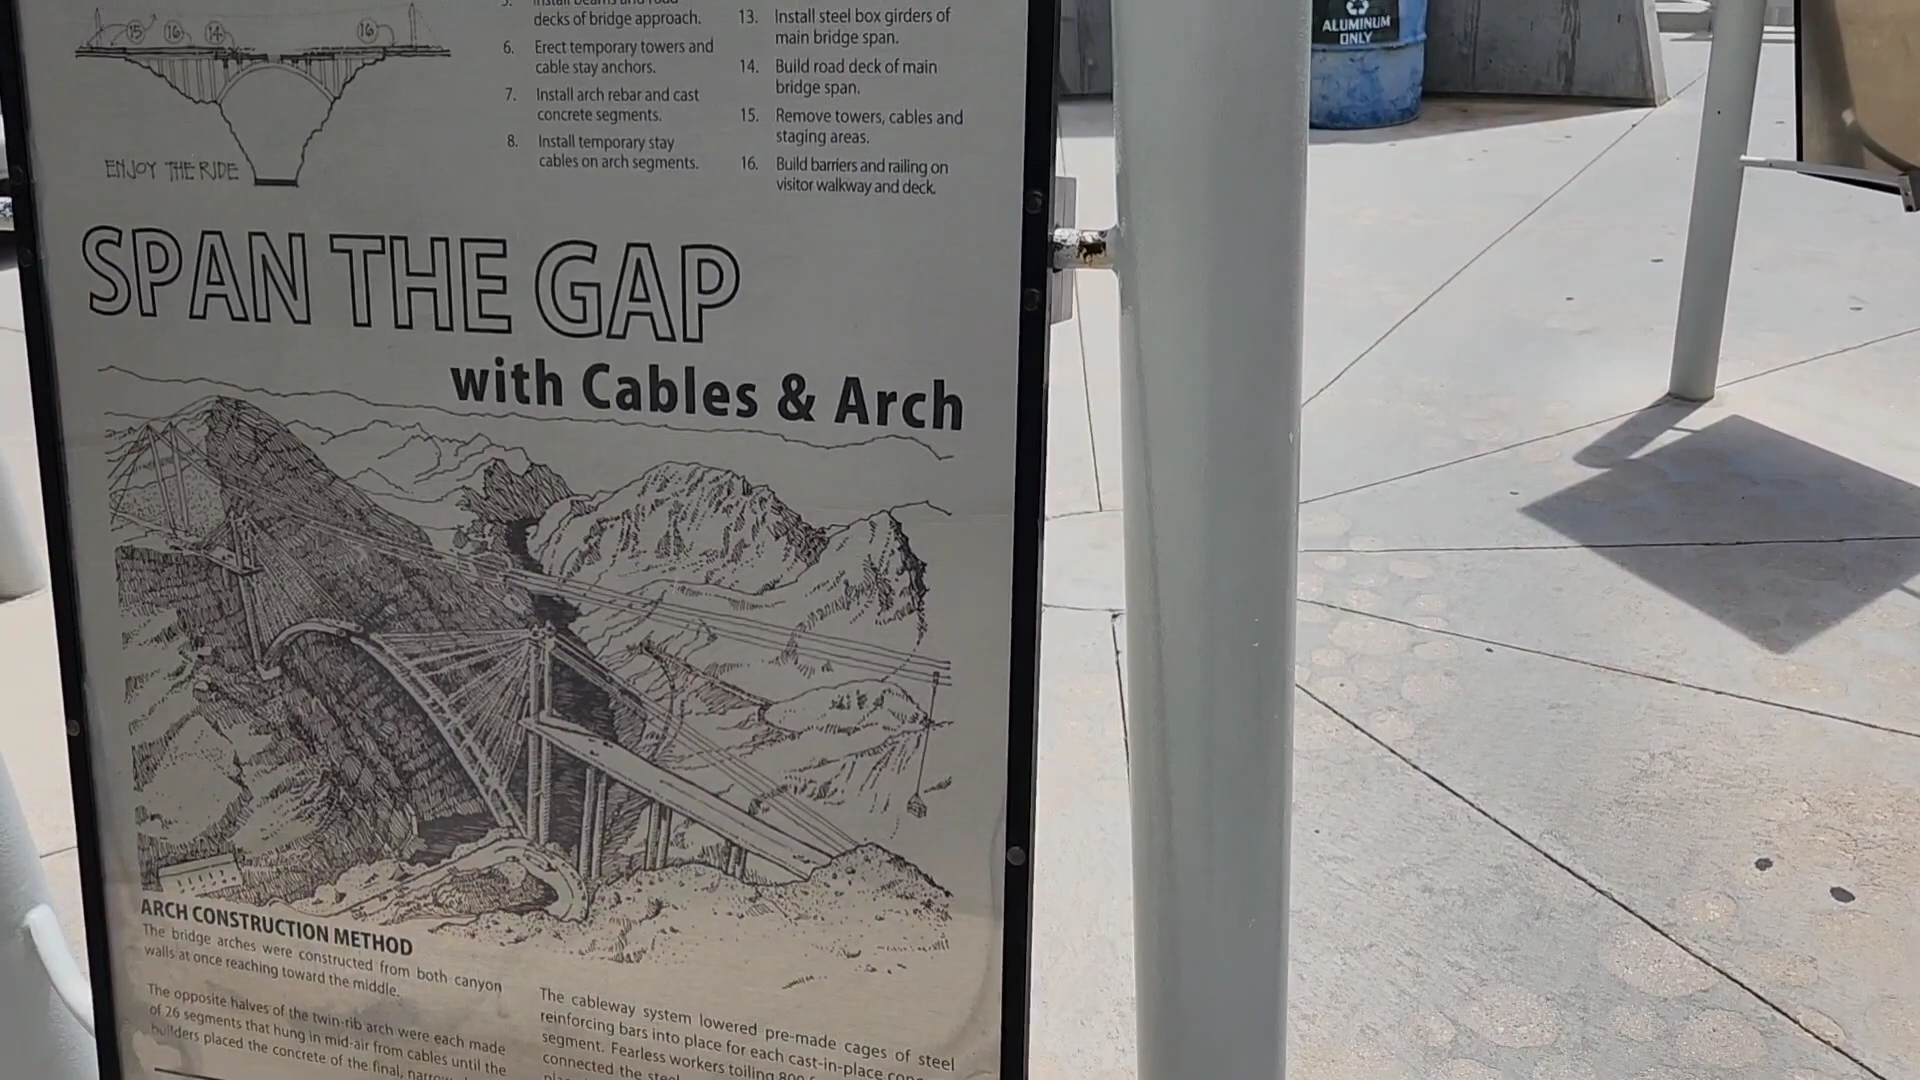 15
16
14
16
ENJOY THE RIDE
decks of bridge approach.
6. Erect temporary towers and
cable stay anchors.
7. Install arch rebar and cast
concrete segments.
8. Install temporary stay
cables on arch segments.
13. Install steel box girders of
main bridge span.
14. Build road deck of main
bridge span.
15. Remove towers, cables and
staging areas.
16. Build barriers and railing on
visitor walkway and deck.
SPAN THE GAP
with Cables & Arch
ARCH CONSTRUCTION METHOD
The bridge arches were constructed from both canyon
walls at once reaching toward the middle.
The opposite halves of the twin-rib arch were each made
of 26 segments that hung in mid-air from cables until the
builders placed the concrete of the final,
The cableway system lowered pre-made cages of steel
reinforcing bars into place for each cast-in-place
segment. Fearless workers toiling
connected the
ALUMINUM
ONLY